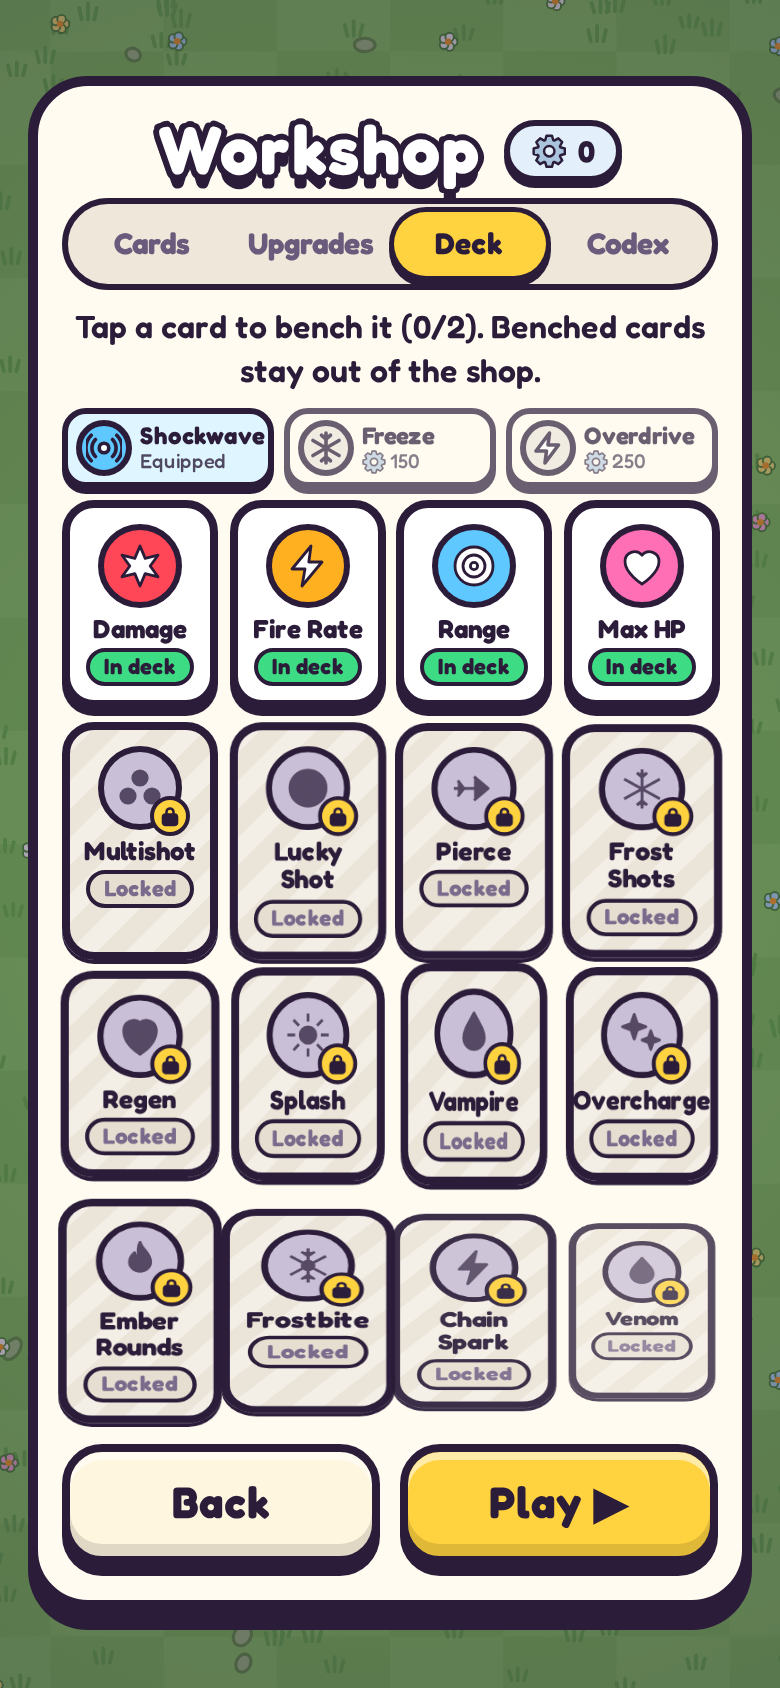 Workshop
0
Cards Upgrades Deck Codex
Tap a card to bench it (0/2). Benched cards
stay out of the shop.
Shockwave Freeze Overdrive
Equipped 150 250
Damage Fire Rate Range Max HP
In deck In deck In deck In deck
Multishot Lucky Shot Pierce Frost Shots
Locked Locked Locked Locked
Regen Splash Vampire Overcharge
Locked Locked Locked Locked
Ember Rounds Frostbite Chain Spark Venom
Locked Locked Locked Locked
Back Play ▶